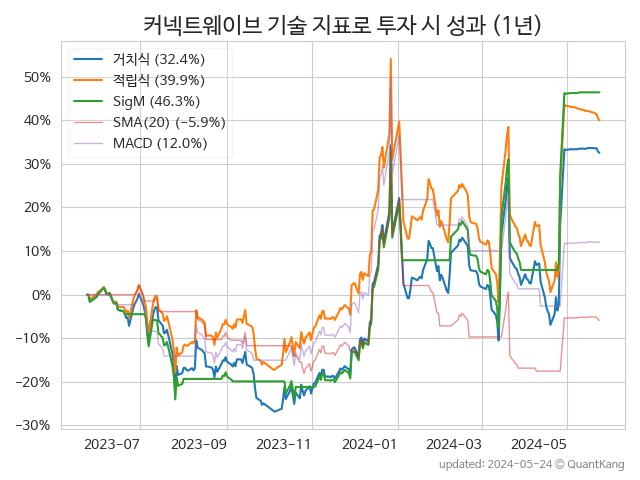 커넥트웨이브 기술 지표로 투자 시 성과 (1년)
거치식 (32.4%)
적립식 (39.9%)
SigM (46.3%)
SMA(20) (−5.9%)
MACD (12.0%)
50%
40%
30%
20%
10%
0%
−10%
−20%
−30%
2023-07 2023-09 2023-11 2024-01 2024-03 2024-05
updated: 2024-05-24 © QuantKang